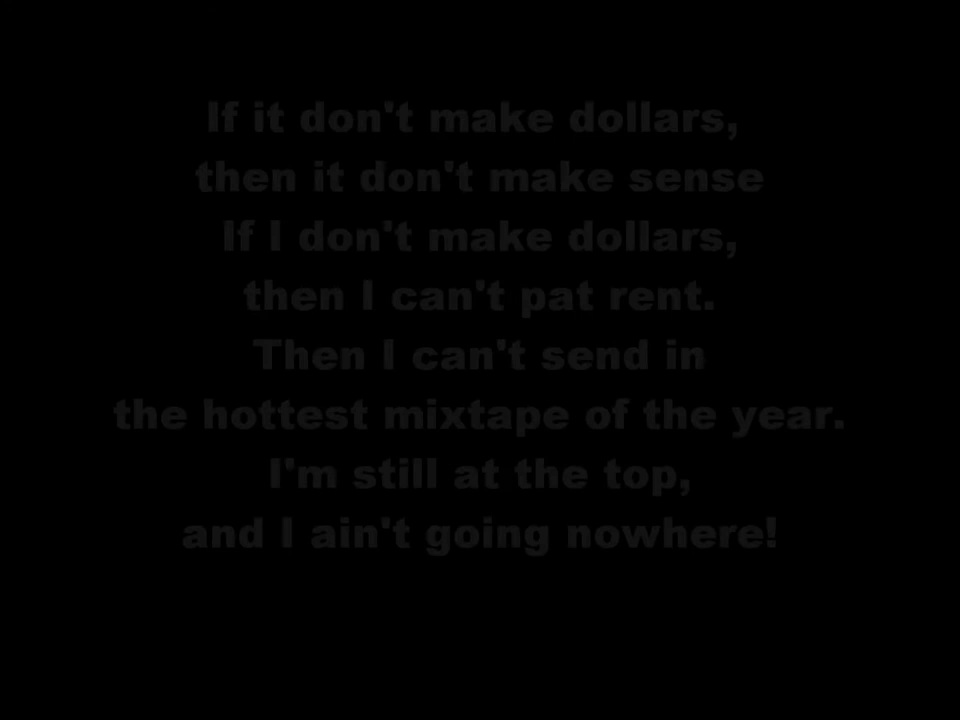 If it don't make dollars,
then it don't make sense
If I don't make dollars,
then I can't pat rent.
Then I can't send in
the hottest mixtape of the year.
I'm still at the top,
and I ain't going nowhere!